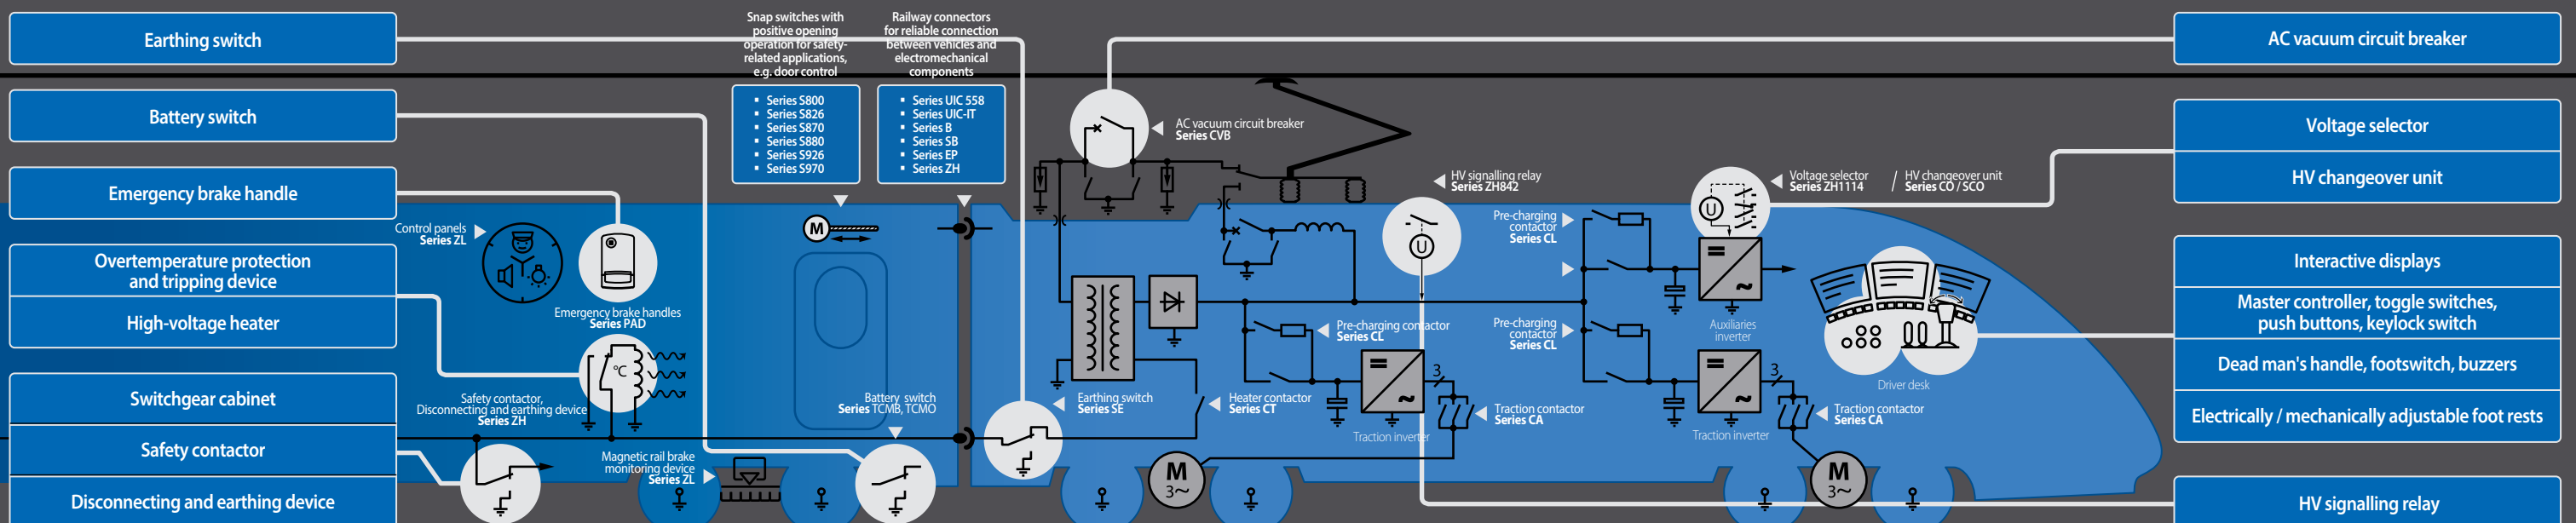 Earthing switch
Battery switch
Emergency brake handle
Overtemperature protection
and tripping device
High-voltage heater
Switchgear cabinet
Safety contactor
Disconnecting and earthing device
Control panels
Series ZL
Emergency brake handles
Series PAD
°C
Safety contactor,
Disconnecting and earthing device
Series ZH
Magnetic rail brake
monitoring device
Series ZL
Snap switches with
positive opening
operation for safety-
related applications,
e.g. door control
▪ Series S800
▪ Series S826
▪ Series S870
▪ Series S880
▪ Series S926
▪ Series S970
Railway connectors
for reliable connection
between vehicles and
electromechanical
components
▪ Series UIC 558
▪ Series UIC-IT
▪ Series B
▪ Series SB
▪ Series EP
▪ Series ZH
M
Battery switch
Series TCMB, TCMO
AC vacuum circuit breaker
Series CVB
Earthing switch
Series SE
Heater contactor
Series CT
Pre-charging contactor
Series CL
HV signalling relay
Series ZH842
U
Traction inverter
3
Traction contactor
Series CA
M
3~
Pre-charging
contactor
Series CL
Pre-charging
contactor
Series CL
Voltage selector
Series ZH1114
/ HV changeover unit
Series CO / SCO
U
Auxiliaries
inverter
Traction inverter
3
Traction contactor
Series CA
M
3~
Driver desk
AC vacuum circuit breaker
Voltage selector
HV changeover unit
Interactive displays
Master controller, toggle switches,
push buttons, keylock switch
Dead man's handle, footswitch, buzzers
Electrically / mechanically adjustable foot rests
HV signalling relay